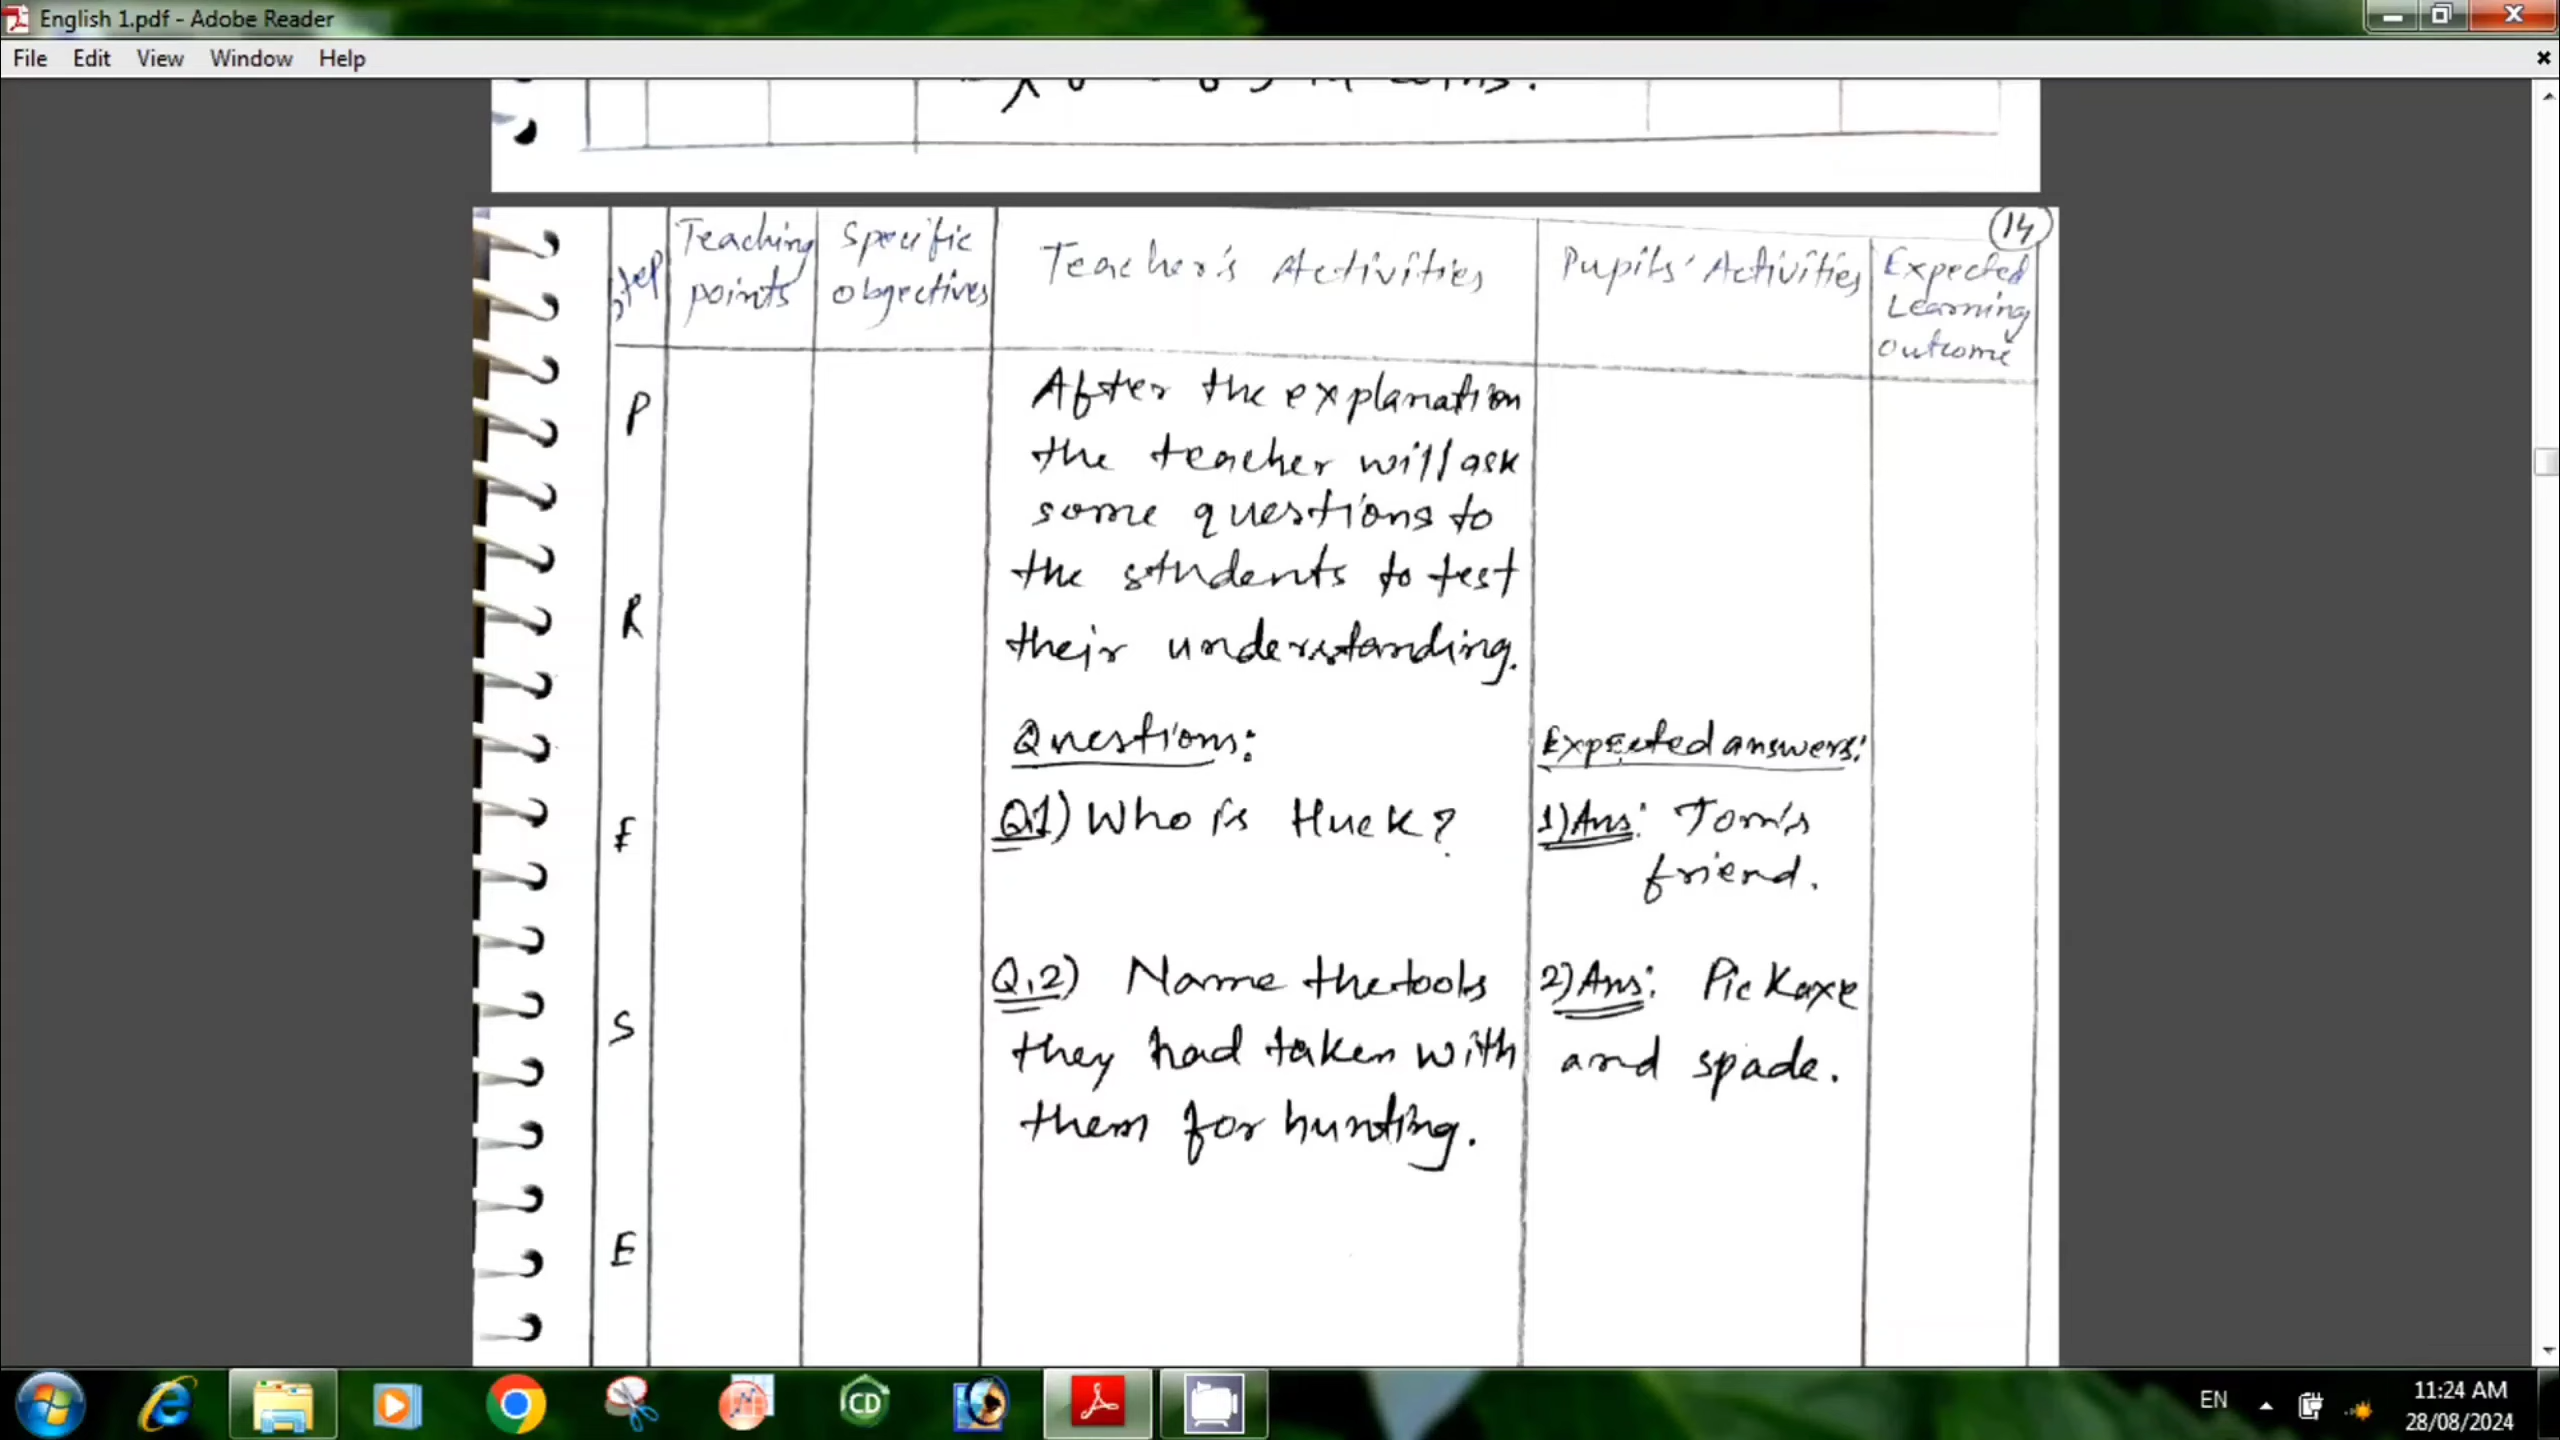 English 1.pdf - Adobe Reader
File Edit View Window Help
14
Step
Teaching points
Specific Obgectives
Teacher's Activities
Pupils' Activities
Expected Learning Outcome
P
R
E
S
E
After the explanation
the teacher will ask
some questions to
the students to test
their understanding.
Questions:
Q.1) Who is Huck?
Q.2) Name the tools
they had taken with
them for hunting.
Expected answers:
1) Ans: Tom's
friend.
2) Ans: Pickaxe
and spade.
CD
EN
11:24 AM
28/08/2024